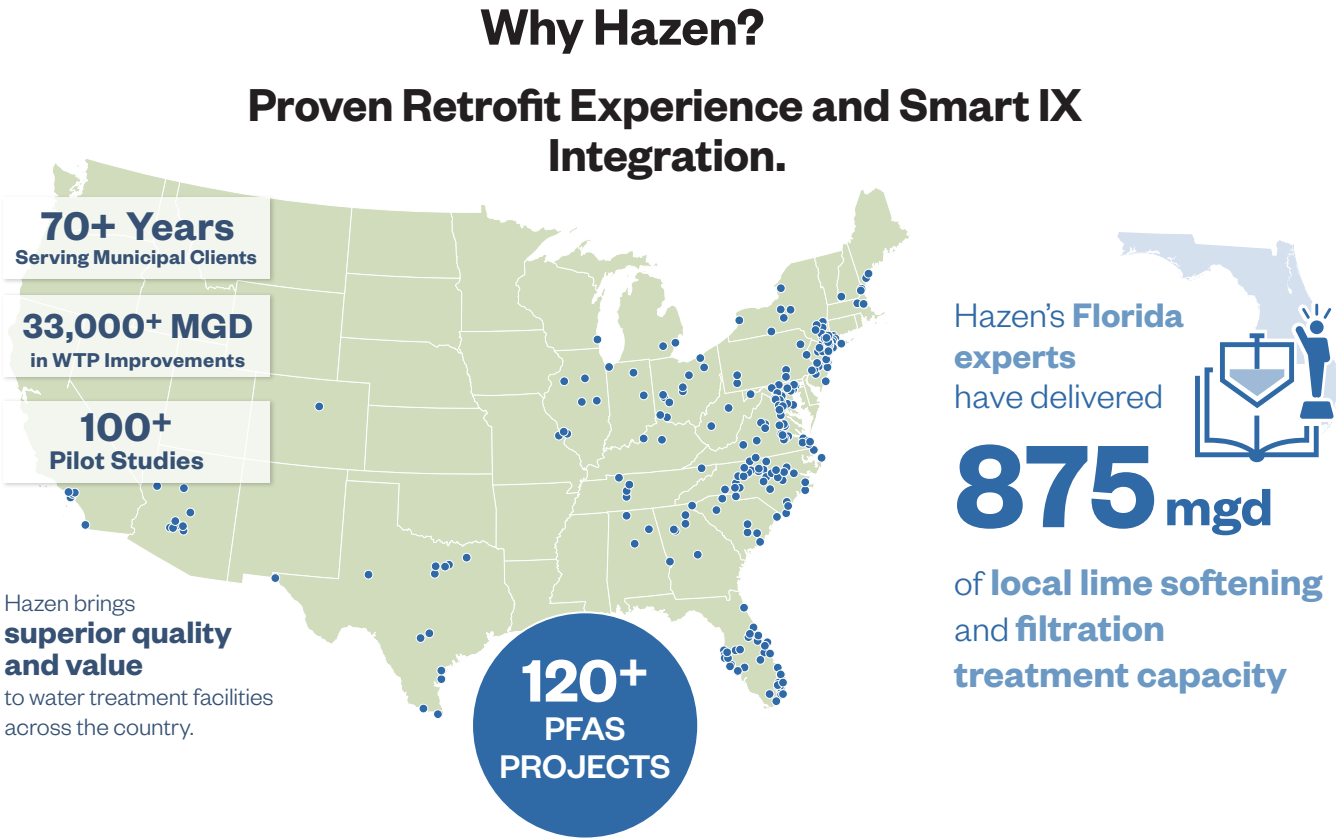 Why Hazen?
Proven Retrofit Experience and Smart IX
Integration.
70+ Years
Serving Municipal Clients
33,000+ MGD
in WTP Improvements
100+
Pilot Studies
Hazen brings
superior quality
and value
to water treatment facilities
across the country.
120+
PFAS
PROJECTS
Hazen’s Florida
experts
have delivered
875 mgd
of local lime softening
and filtration
treatment capacity